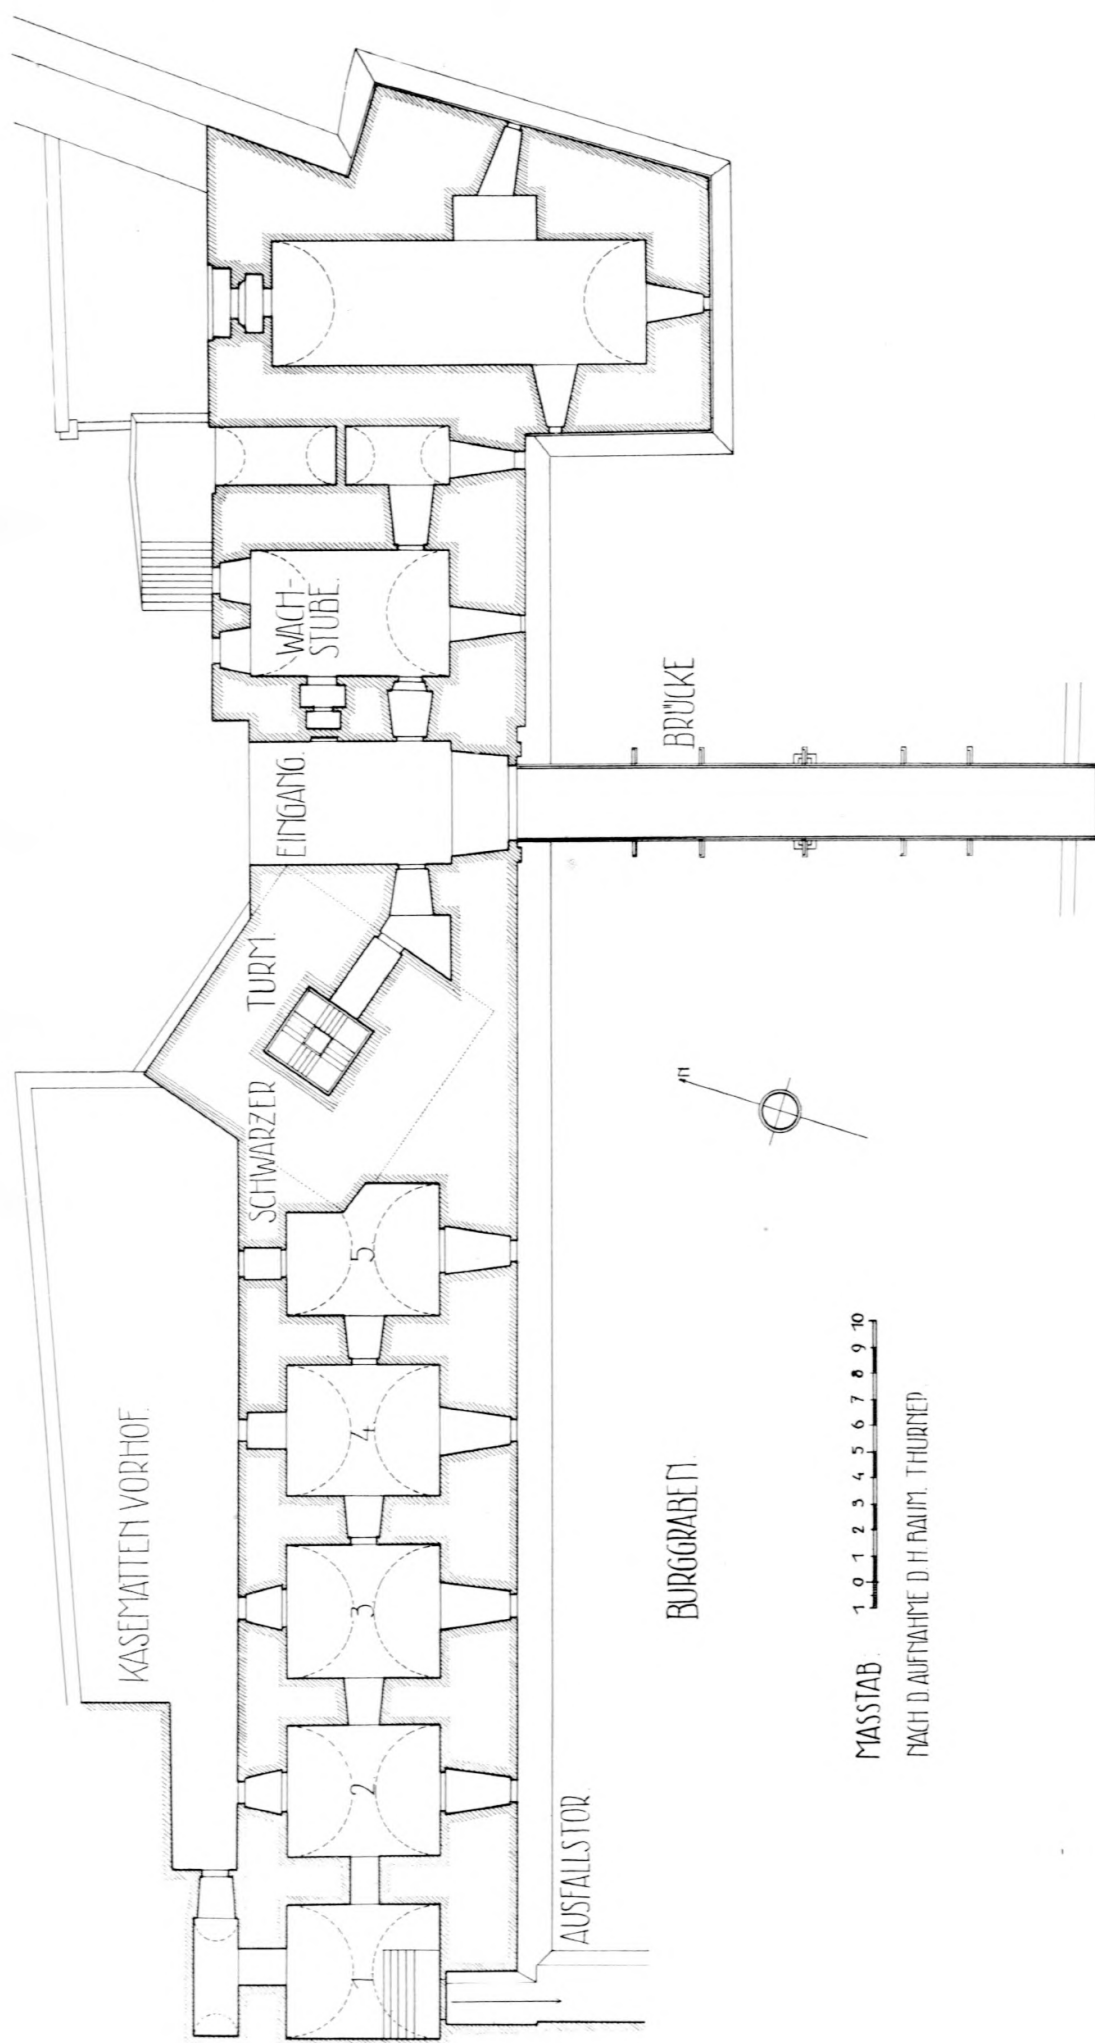 KASEMATTEN VORHOF.
SCHWARZER TURM.
EINGANG.
WACH-
STUBE.
1 2 3 4 5
AUSFALLSTOR.
BURGGRABEN.
BRÜCKE
MASSTAB. 1 0 1 2 3 4 5 6 7 8 9 10
NACH D. AUFNAHME D. H. BAUM. THURNER